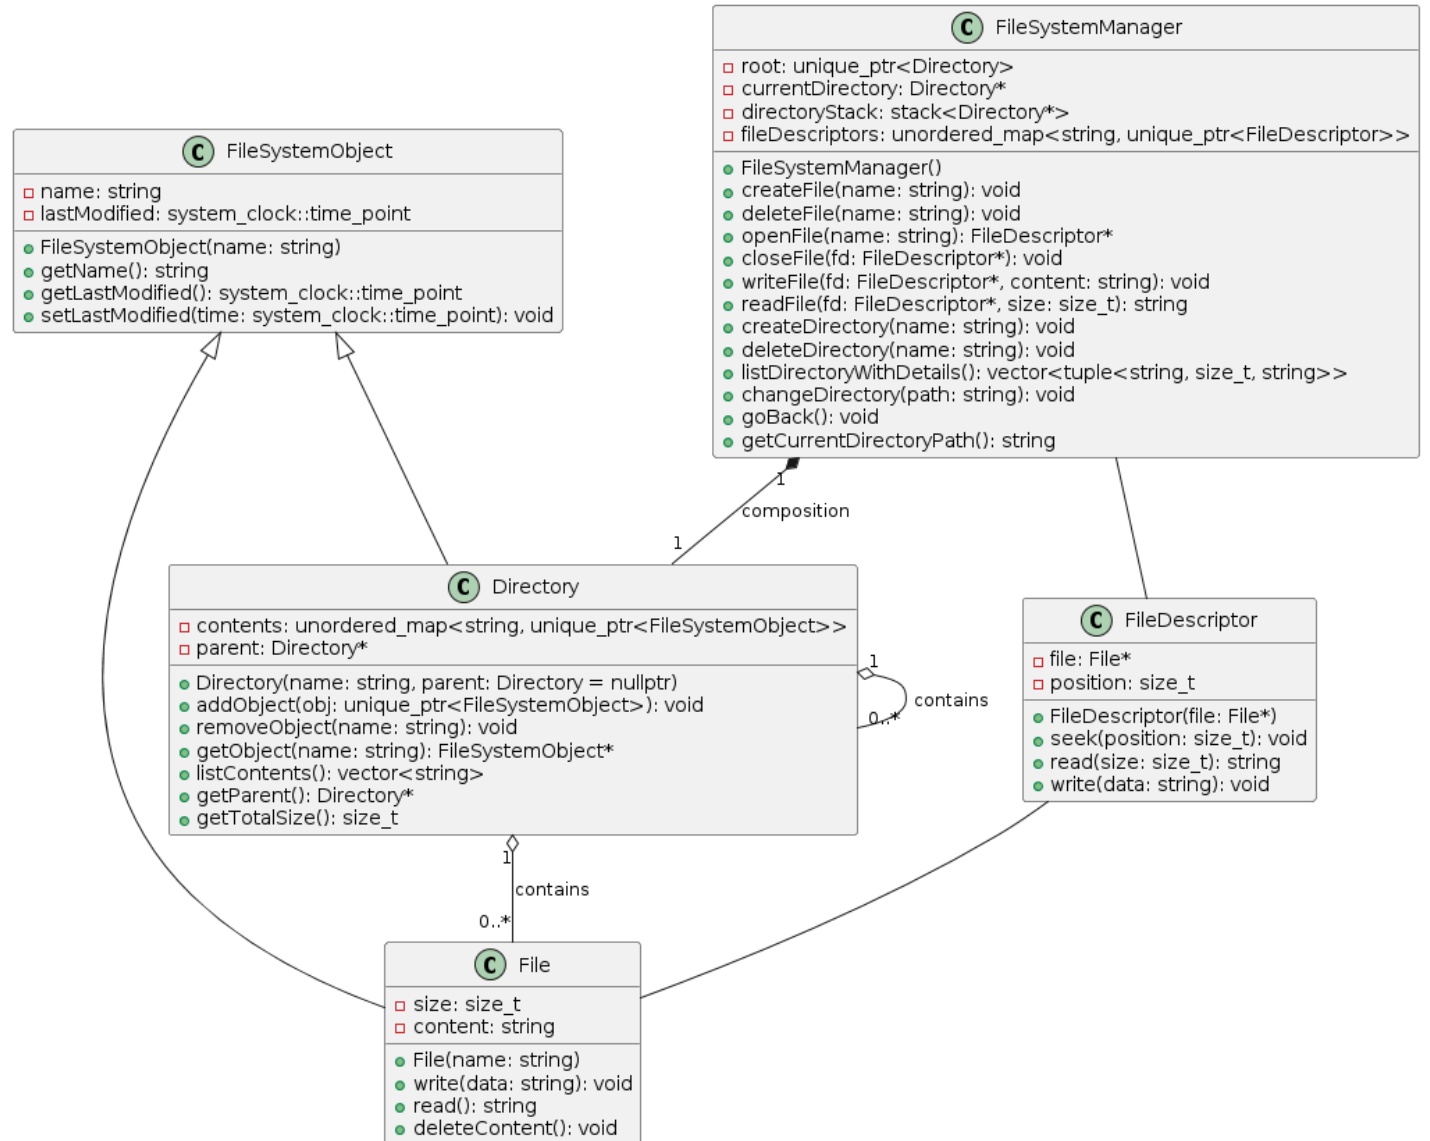 C FileSystemManager
root: unique_ptr<Directory>
currentDirectory: Directory*
directoryStack: stack<Directory*>
fileDescriptors: unordered_map<string, unique_ptr<FileDescriptor>>
FileSystemManager()
createFile(name: string): void
deleteFile(name: string): void
openFile(name: string): FileDescriptor*
closeFile(fd: FileDescriptor*): void
writeFile(fd: FileDescriptor*, content: string): void
readFile(fd: FileDescriptor*, size: size_t): string
createDirectory(name: string): void
deleteDirectory(name: string): void
listDirectoryWithDetails(): vector<tuple<string, size_t, string>>
changeDirectory(path: string): void
goBack(): void
getCurrentDirectoryPath(): string
C FileSystemObject
name: string
lastModified: system_clock::time_point
FileSystemObject(name: string)
getName(): string
getLastModified(): system_clock::time_point
setLastModified(time: system_clock::time_point): void
1
composition
1
C Directory
contents: unordered_map<string, unique_ptr<FileSystemObject>>
parent: Directory*
Directory(name: string, parent: Directory = nullptr)
addObject(obj: unique_ptr<FileSystemObject>): void
removeObject(name: string): void
getObject(name: string): FileSystemObject*
listContents(): vector<string>
getParent(): Directory*
getTotalSize(): size_t
1
contains
0..*
C FileDescriptor
file: File*
position: size_t
FileDescriptor(file: File*)
seek(position: size_t): void
read(size: size_t): string
write(data: string): void
1
contains
0..*
C File
size: size_t
content: string
File(name: string)
write(data: string): void
read(): string
deleteContent(): void